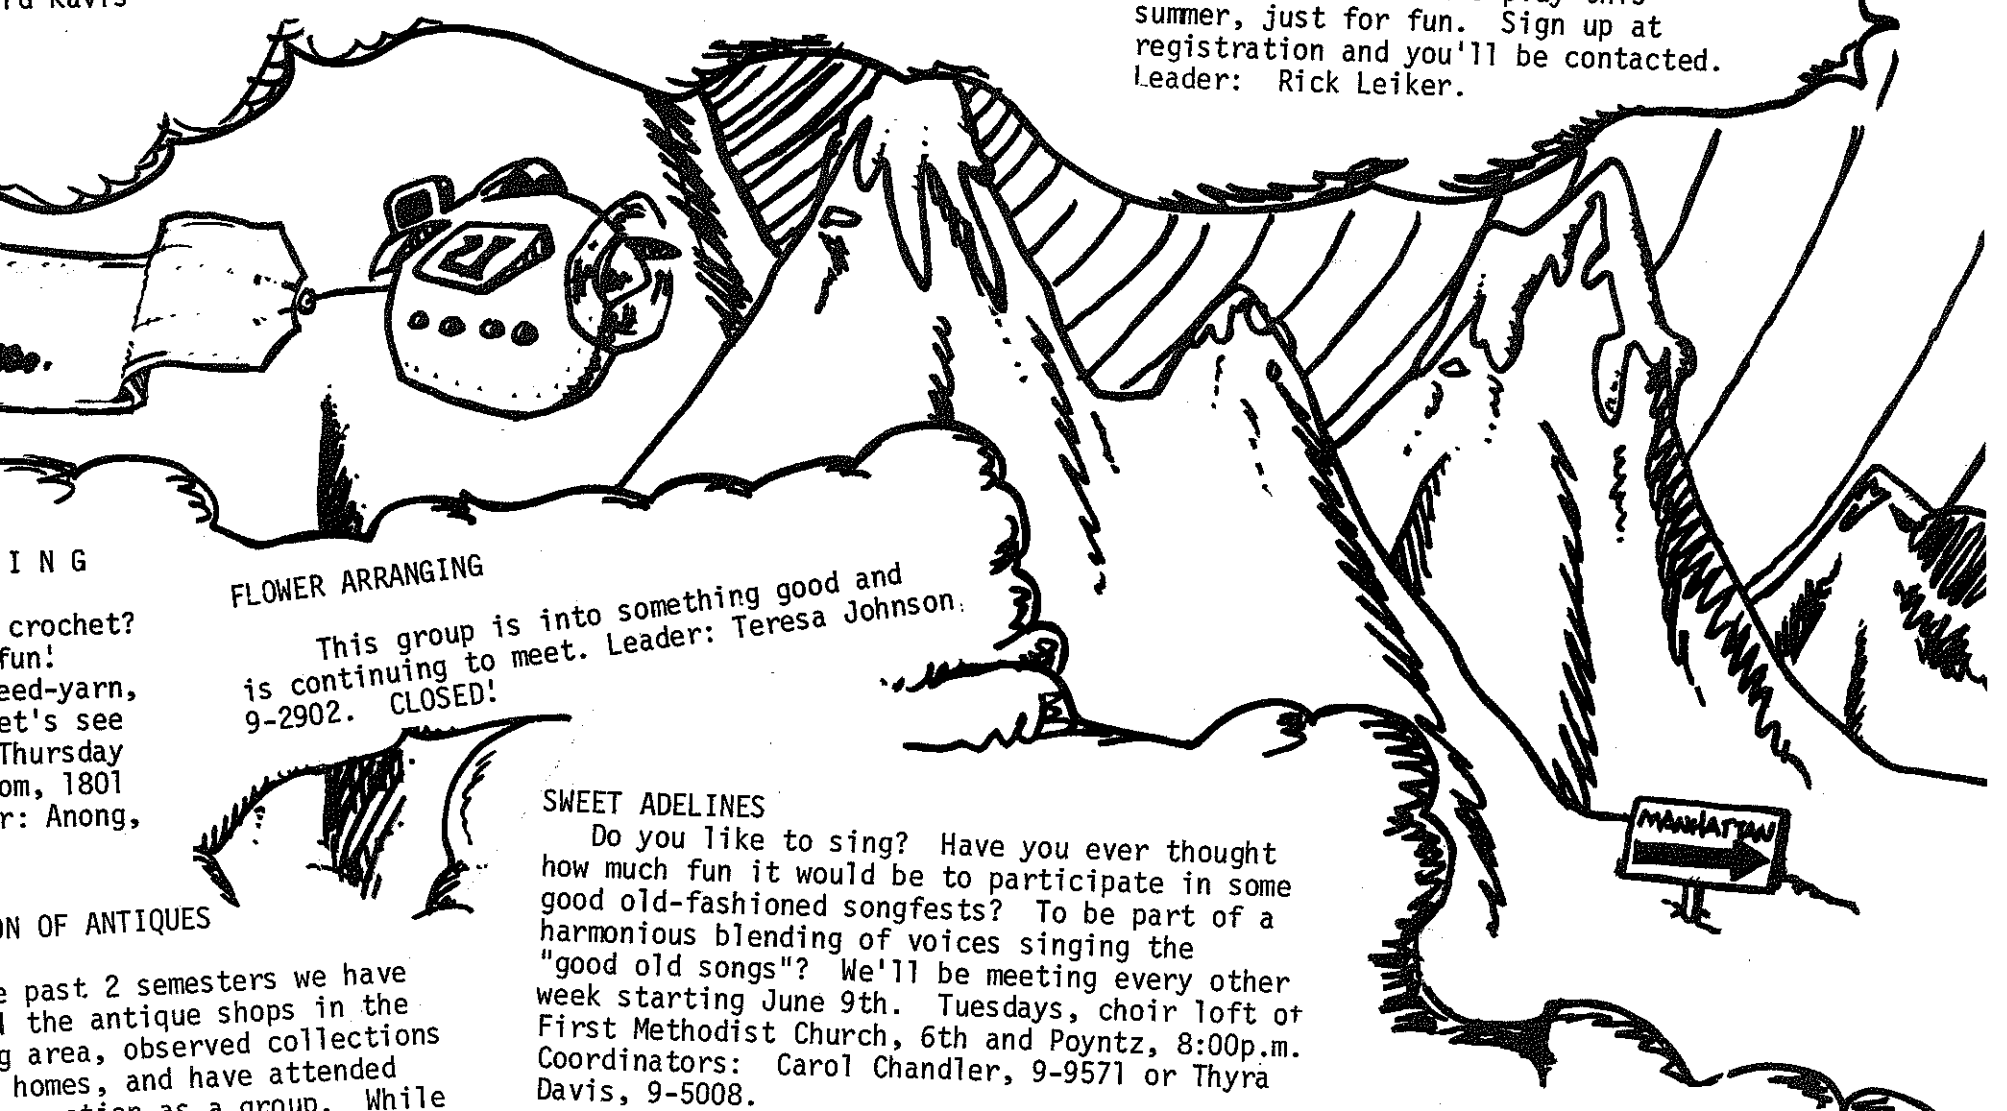 summer, just for fun. Sign up at
registration and you'll be contacted.
Leader: Rick Leiker.
I N G
crochet?
fun!
eed-yarn,
et's see
Thursday
om, 1801
r: Anong,
FLOWER ARRANGING
This group is into something good and
is continuing to meet. Leader: Teresa Johnson.
9-2902. CLOSED!
MANHATTAN
ON OF ANTIQUES
e past 2 semesters we have
the antique shops in the
g area, observed collections
homes, and have attended
as a group. While
SWEET ADELINES
Do you like to sing? Have you ever thought
how much fun it would be to participate in some
good old-fashioned songfests? To be part of a
harmonious blending of voices singing the
"good old songs"? We'll be meeting every other
week starting June 9th. Tuesdays, choir loft of
First Methodist Church, 6th and Poyntz, 8:00p.m.
Coordinators: Carol Chandler, 9-9571 or Thyra
Davis, 9-5008.